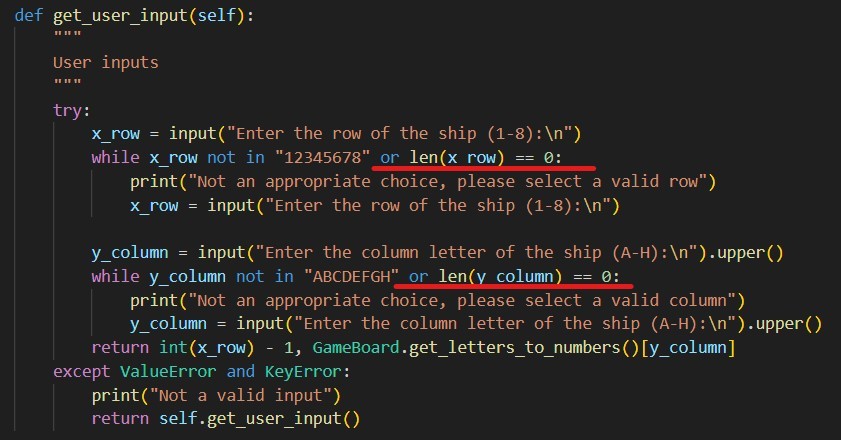 def get_user_input(self):
    """
    User inputs
    """
    try:
        x_row = input("Enter the row of the ship (1-8):\n")
        while x_row not in "12345678" or len(x_row) == 0:
            print("Not an appropriate choice, please select a valid row")
            x_row = input("Enter the row of the ship (1-8):\n")

        y_column = input("Enter the column letter of the ship (A-H):\n").upper()
        while y_column not in "ABCDEFGH" or len(y_column) == 0:
            print("Not an appropriate choice, please select a valid column")
            y_column = input("Enter the column letter of the ship (A-H):\n").upper()
        return int(x_row) - 1, GameBoard.get_letters_to_numbers()[y_column]
    except ValueError and KeyError:
        print("Not a valid input")
        return self.get_user_input()